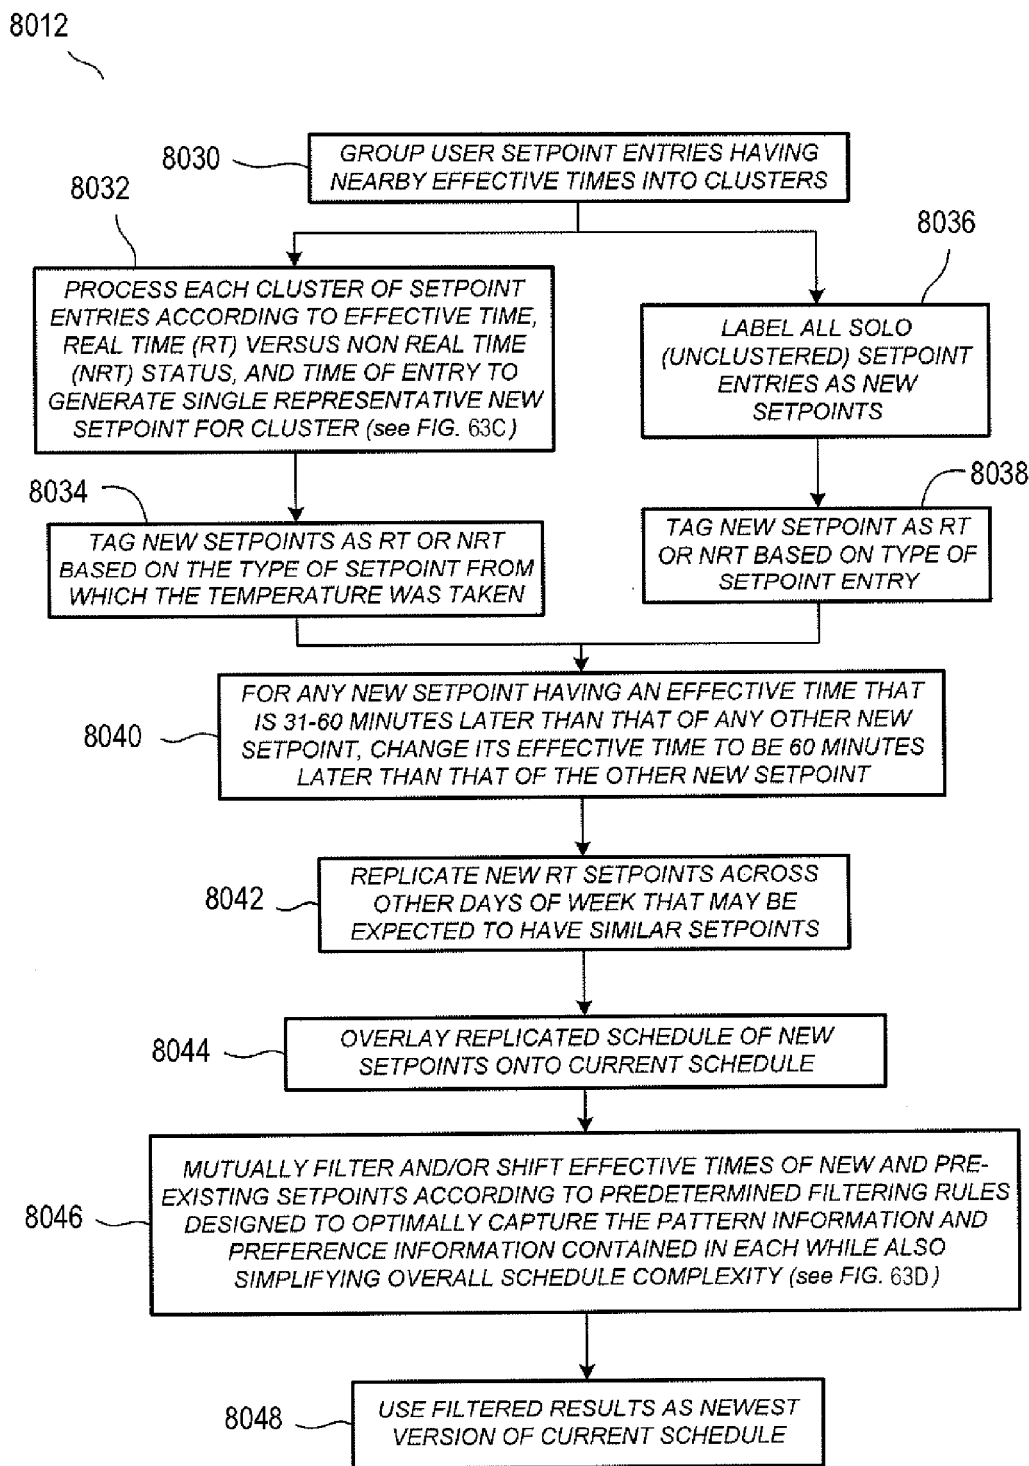 8012
8030
GROUP USER SETPOINT ENTRIES HAVING
NEARBY EFFECTIVE TIMES INTO CLUSTERS
8032
PROCESS EACH CLUSTER OF SETPOINT
ENTRIES ACCORDING TO EFFECTIVE TIME,
REAL TIME (RT) VERSUS NON REAL TIME
(NRT) STATUS, AND TIME OF ENTRY TO
GENERATE SINGLE REPRESENTATIVE NEW
SETPOINT FOR CLUSTER (see FIG. 63C)
8036
LABEL ALL SOLO
(UNCLUSTERED) SETPOINT
ENTRIES AS NEW
SETPOINTS
8034
TAG NEW SETPOINTS AS RT OR NRT
BASED ON THE TYPE OF SETPOINT FROM
WHICH THE TEMPERATURE WAS TAKEN
8038
TAG NEW SETPOINT AS RT
OR NRT BASED ON TYPE OF
SETPOINT ENTRY
8040
FOR ANY NEW SETPOINT HAVING AN EFFECTIVE TIME THAT
IS 31-60 MINUTES LATER THAN THAT OF ANY OTHER NEW
SETPOINT, CHANGE ITS EFFECTIVE TIME TO BE 60 MINUTES
LATER THAN THAT OF THE OTHER NEW SETPOINT
8042
REPLICATE NEW RT SETPOINTS ACROSS
OTHER DAYS OF WEEK THAT MAY BE
EXPECTED TO HAVE SIMILAR SETPOINTS
8044
OVERLAY REPLICATED SCHEDULE OF NEW
SETPOINTS ONTO CURRENT SCHEDULE
8046
MUTUALLY FILTER AND/OR SHIFT EFFECTIVE TIMES OF NEW AND PRE-
EXISTING SETPOINTS ACCORDING TO PREDETERMINED FILTERING RULES
DESIGNED TO OPTIMALLY CAPTURE THE PATTERN INFORMATION AND
PREFERENCE INFORMATION CONTAINED IN EACH WHILE ALSO
SIMPLIFYING OVERALL SCHEDULE COMPLEXITY (see FIG. 63D)
8048
USE FILTERED RESULTS AS NEWEST
VERSION OF CURRENT SCHEDULE